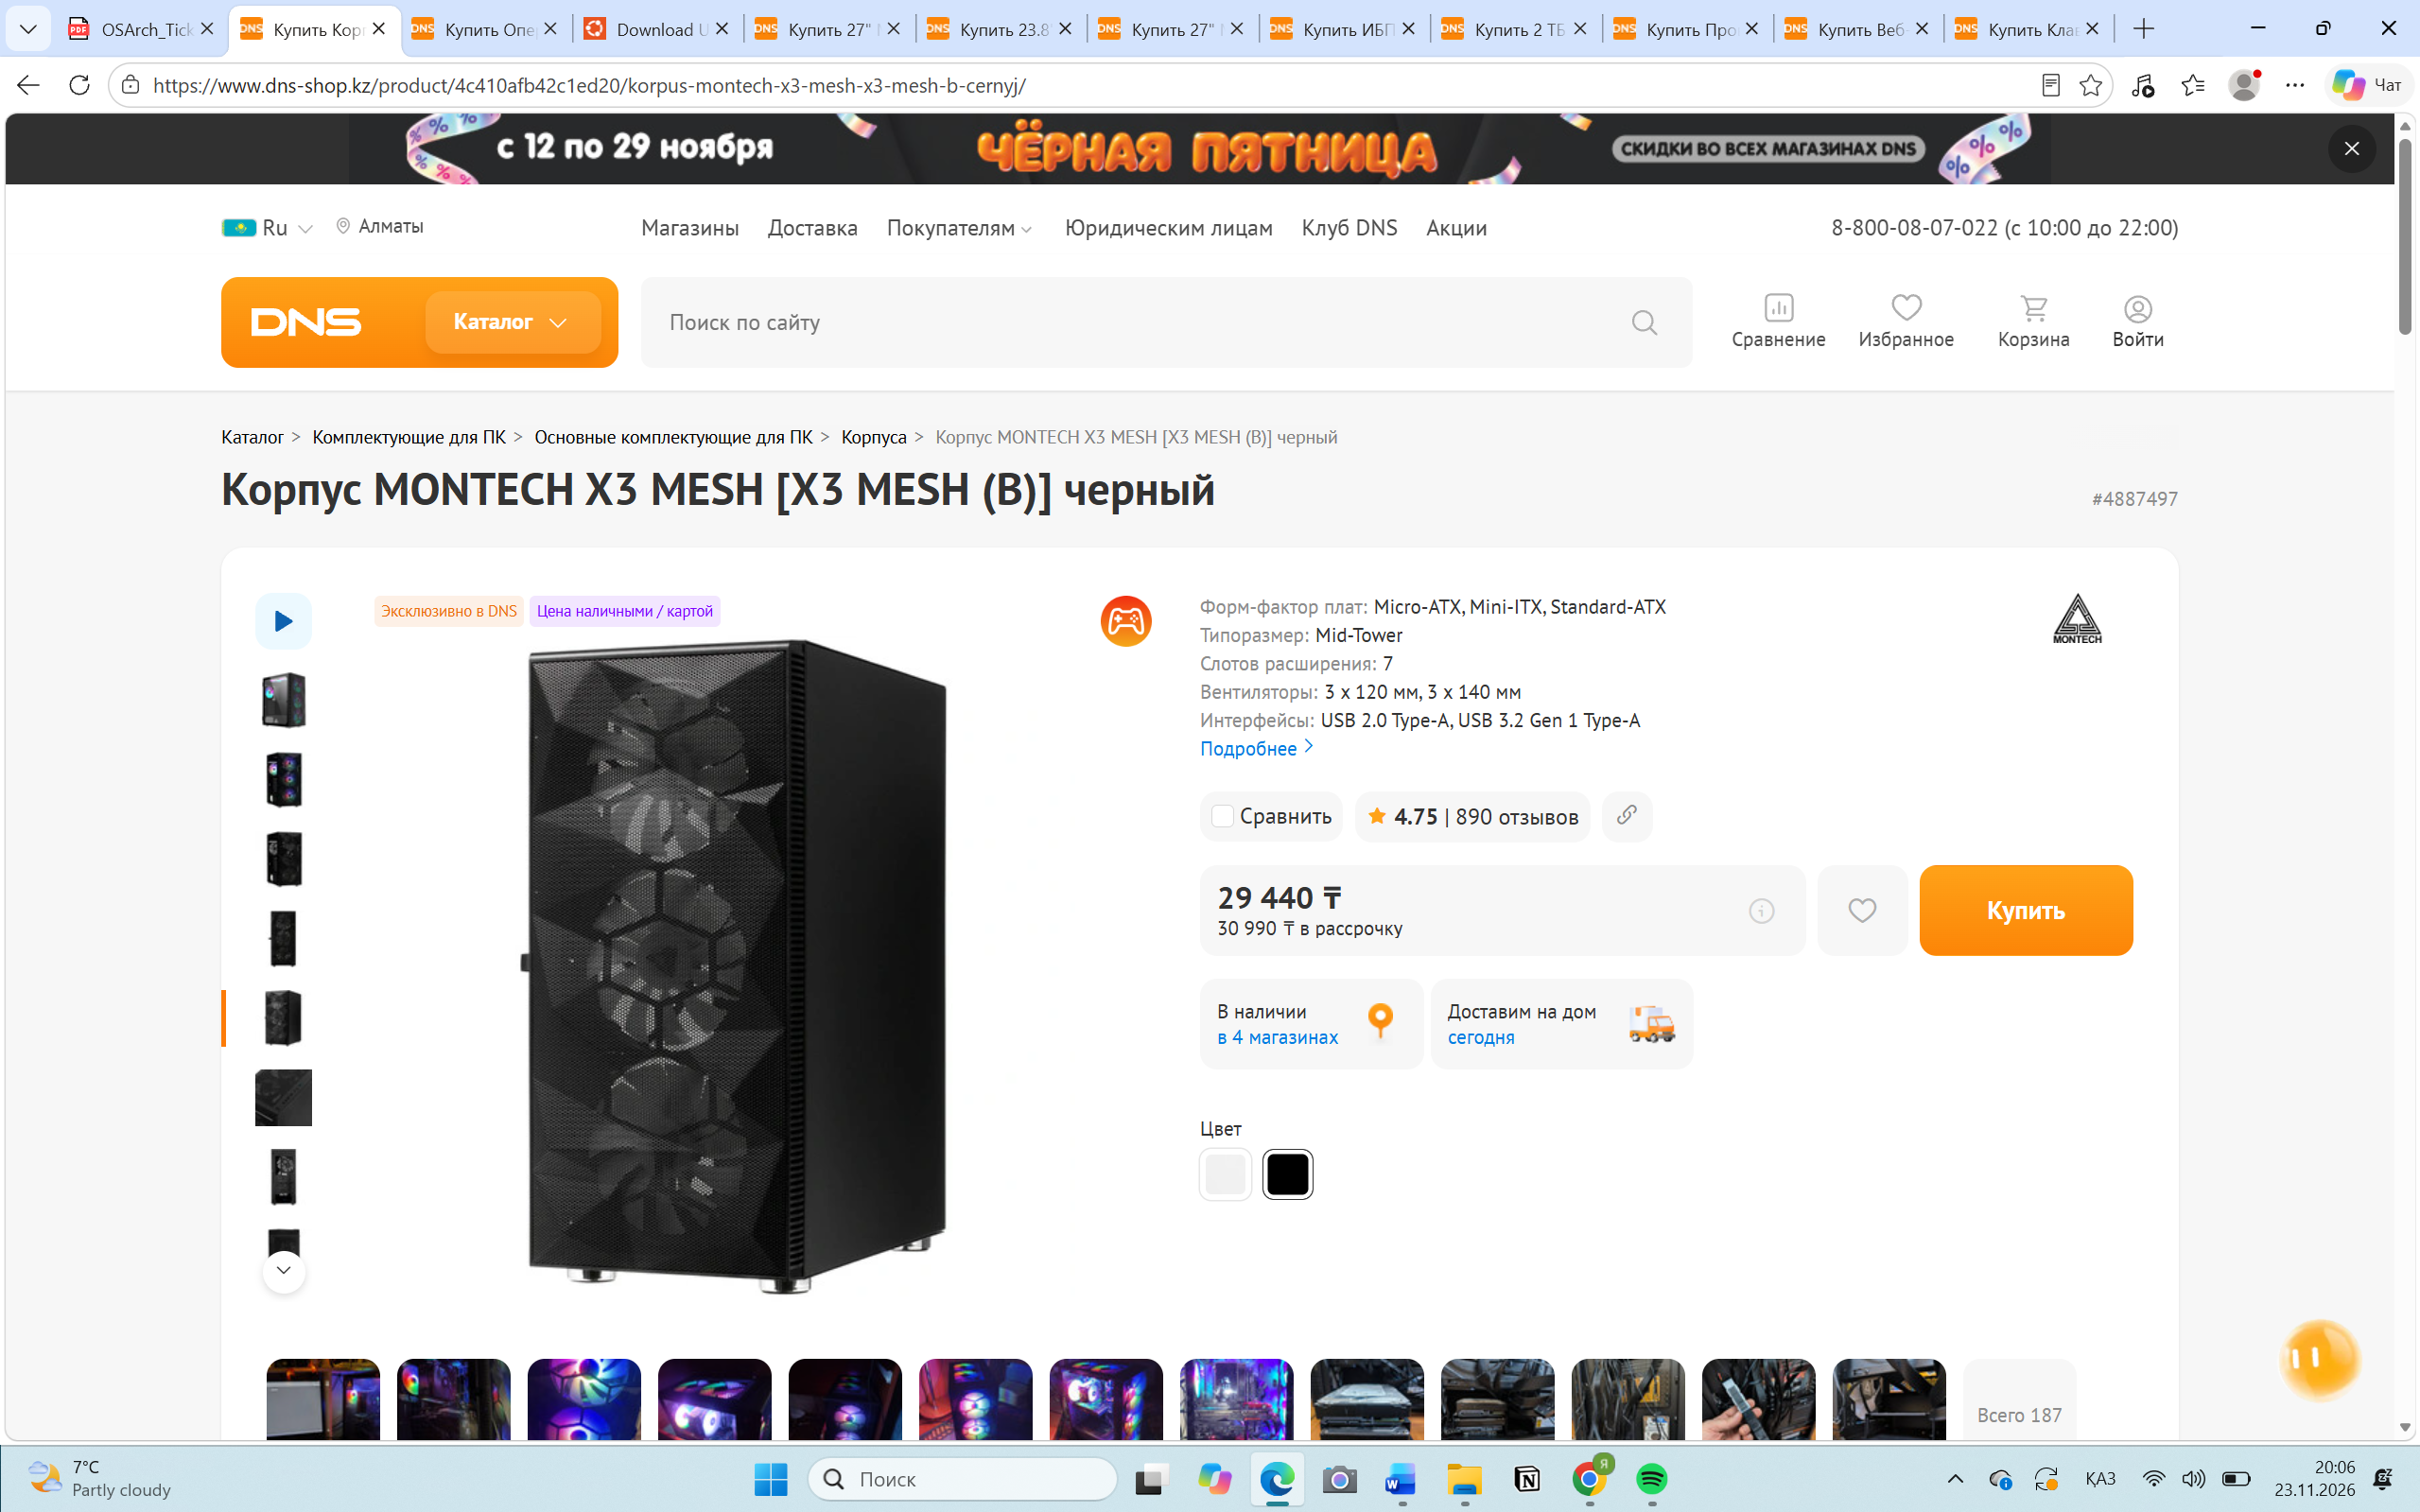 OSArch_Tick
Купить Кор
Купить Опе
Download U
Купить 27"
Купить 23.8
Купить 27"
Купить ИБП
Купить 2 ТБ
Купить Про
Купить Веб
Купить Кла
https://www.dns-shop.kz/product/4c410afb42c1ed20/korpus-montech-x3-mesh-x3-mesh-b-cernyj/
Чат
с 12 по 29 ноября
ЧЁРНАЯ ПЯТНИЦА
СКИДКИ ВО ВСЕХ МАГАЗИНАХ DNS
Ru
Алматы
Магазины
Доставка
Покупателям
Юридическим лицам
Клуб DNS
Акции
8-800-08-07-022 (с 10:00 до 22:00)
DNS
Каталог
Поиск по сайту
Сравнение
Избранное
Корзина
Войти
Каталог > Комплектующие для ПК > Основные комплектующие для ПК > Корпуса > Корпус MONTECH X3 MESH [X3 MESH (B)] черный
Корпус MONTECH X3 MESH [X3 MESH (B)] черный
#4887497
Эксклюзивно в DNS
Цена наличными / картой
Форм-фактор плат: Micro-ATX, Mini-ITX, Standard-ATX
Типоразмер: Mid-Tower
Слотов расширения: 7
Вентиляторы: 3 x 120 мм, 3 x 140 мм
Интерфейсы: USB 2.0 Type-A, USB 3.2 Gen 1 Type-A
Подробнее
MONTECH
Сравнить
4.75 | 890 отзывов
29 440 ₸
30 990 ₸ в рассрочку
Купить
В наличии
в 4 магазинах
Доставим на дом
сегодня
Цвет
Всего 187
7°C
Partly cloudy
Поиск
Я
ҚАЗ
20:06
23.11.2026